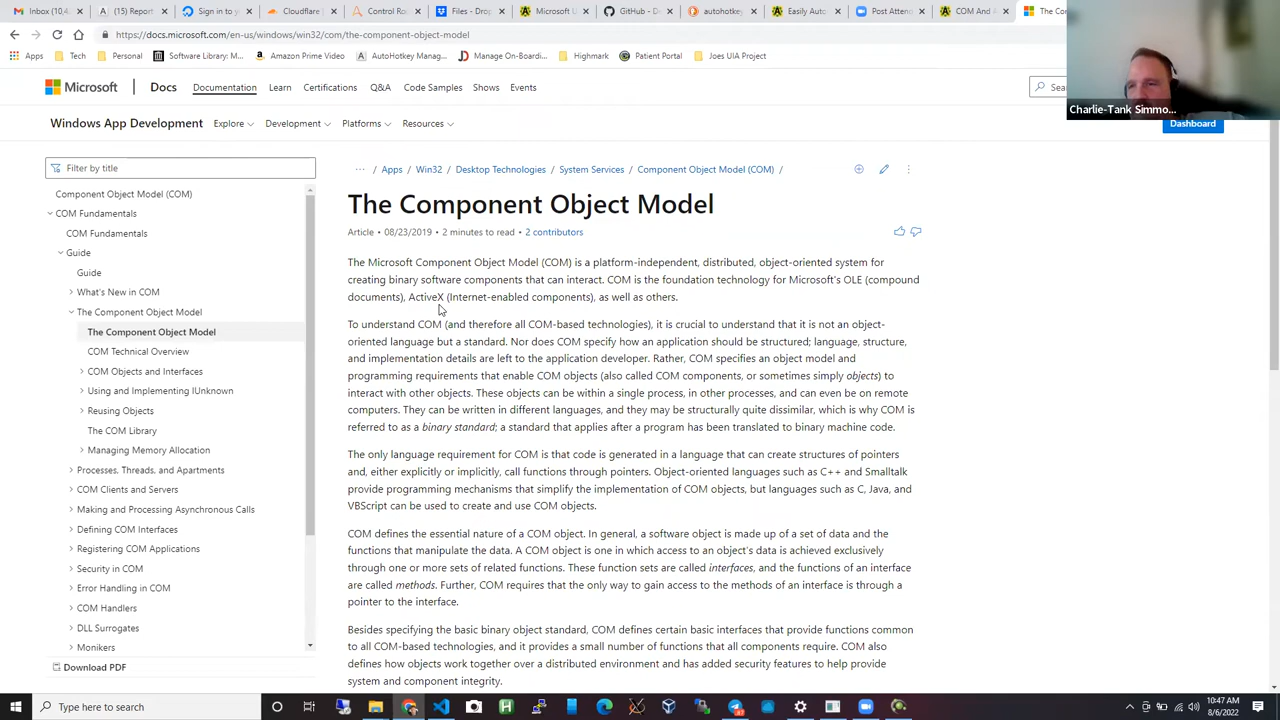 Inbox (10,4
(15) Report
Sign in to y
Cloudflare
Control Ro
Files - Drop
Microsoft U
GitHub - D
autohotkey
Easily Auto
Post Atten
COM And
The Co
https://docs.microsoft.com/en-us/windows/win32/com/the-component-object-model
Apps
Tech
Personal
Software Library: M...
Amazon Prime Video
AutoHotkey Manag...
Manage On-Boardi...
Highmark
Patient Portal
Joes UIA Project
Charlie-Tank Simmo...
Microsoft
Docs
Documentation
Learn
Certifications
Q&A
Code Samples
Shows
Events
Sea
Windows App Development
Explore
Development
Platforms
Resources
Dashboard
Filter by title
Component Object Model (COM)
COM Fundamentals
COM Fundamentals
Guide
Guide
What's New in COM
The Component Object Model
The Component Object Model
COM Technical Overview
COM Objects and Interfaces
Using and Implementing IUnknown
Reusing Objects
The COM Library
Managing Memory Allocation
Processes, Threads, and Apartments
COM Clients and Servers
Making and Processing Asynchronous Calls
Defining COM Interfaces
Registering COM Applications
Security in COM
Error Handling in COM
COM Handlers
DLL Surrogates
Monikers
Download PDF
... / Apps / Win32 / Desktop Technologies / System Services / Component Object Model (COM) /
The Component Object Model
Article • 08/23/2019 • 2 minutes to read • 2 contributors
The Microsoft Component Object Model (COM) is a platform-independent, distributed, object-oriented system for
creating binary software components that can interact. COM is the foundation technology for Microsoft's OLE (compound
documents), ActiveX (Internet-enabled components), as well as others.
To understand COM (and therefore all COM-based technologies), it is crucial to understand that it is not an object-
oriented language but a standard. Nor does COM specify how an application should be structured; language, structure,
and implementation details are left to the application developer. Rather, COM specifies an object model and
programming requirements that enable COM objects (also called COM components, or sometimes simply objects) to
interact with other objects. These objects can be within a single process, in other processes, and can even be on remote
computers. They can be written in different languages, and they may be structurally quite dissimilar, which is why COM is
referred to as a binary standard; a standard that applies after a program has been translated to binary machine code.
The only language requirement for COM is that code is generated in a language that can create structures of pointers
and, either explicitly or implicitly, call functions through pointers. Object-oriented languages such as C++ and Smalltalk
provide programming mechanisms that simplify the implementation of COM objects, but languages such as C, Java, and
VBScript can be used to create and use COM objects.
COM defines the essential nature of a COM object. In general, a software object is made up of a set of data and the
functions that manipulate the data. A COM object is one in which access to an object's data is achieved exclusively
through one or more sets of related functions. These function sets are called interfaces, and the functions of an interface
are called methods. Further, COM requires that the only way to gain access to the methods of an interface is through a
pointer to the interface.
Besides specifying the basic binary object standard, COM defines certain basic interfaces that provide functions common
to all COM-based technologies, and it provides a small number of functions that all components require. COM also
defines how objects work together over a distributed environment and has added security features to help provide
system and component integrity.
Type here to search
10:47 AM
8/6/2022